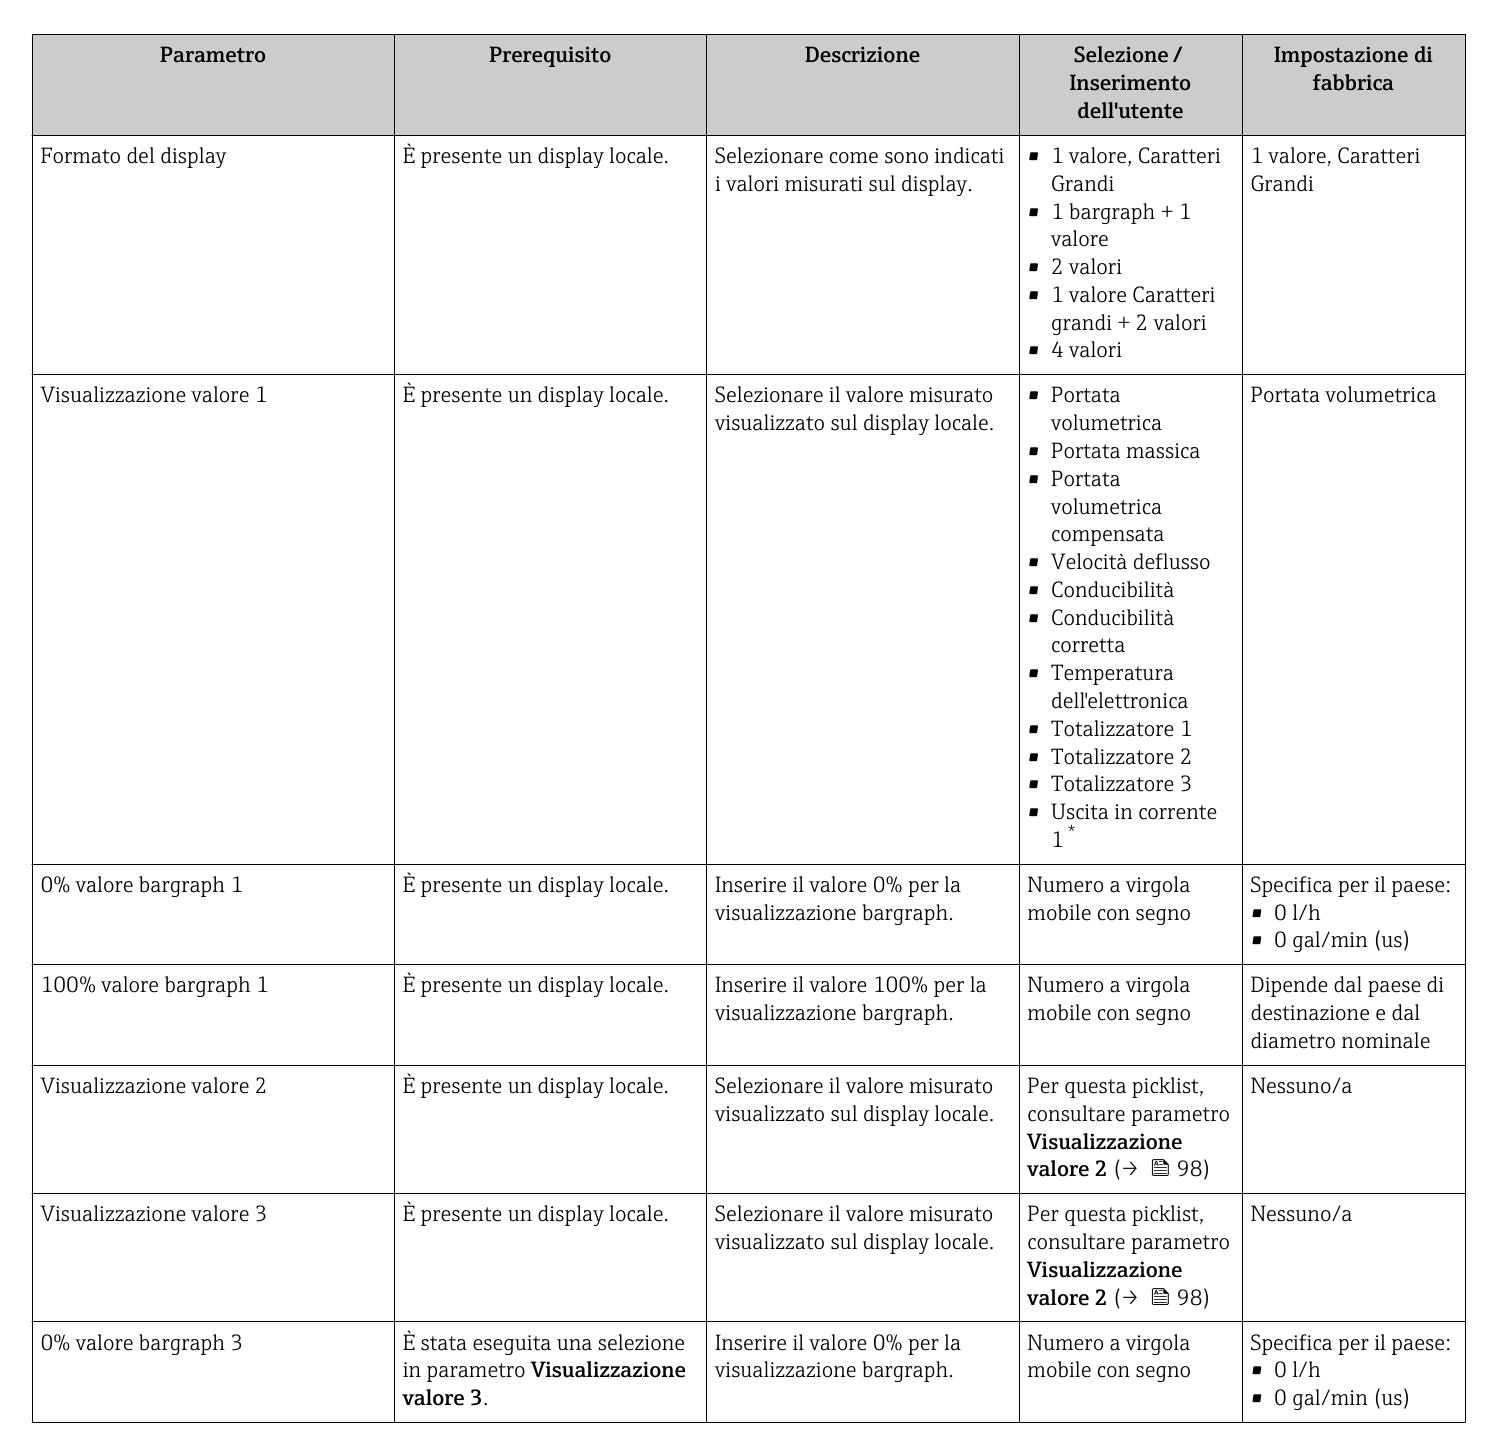 Parametro
Prerequisito
Descrizione
Selezione /
Inserimento
dell'utente
Impostazione di
fabbrica
Formato del display
È presente un display locale.
Selezionare come sono indicati
i valori misurati sul display.
▪ 1 valore, Caratteri
Grandi
▪ 1 bargraph + 1
valore
▪ 2 valori
▪ 1 valore Caratteri
grandi + 2 valori
▪ 4 valori
1 valore, Caratteri
Grandi
Visualizzazione valore 1
È presente un display locale.
Selezionare il valore misurato
visualizzato sul display locale.
▪ Portata
volumetrica
▪ Portata massica
▪ Portata
volumetrica
compensata
▪ Velocità deflusso
▪ Conducibilità
▪ Conducibilità
corretta
▪ Temperatura
dell'elettronica
▪ Totalizzatore 1
▪ Totalizzatore 2
▪ Totalizzatore 3
▪ Uscita in corrente
1 *
Portata volumetrica
0% valore bargraph 1
È presente un display locale.
Inserire il valore 0% per la
visualizzazione bargraph.
Numero a virgola
mobile con segno
Specifica per il paese:
▪ 0 l/h
▪ 0 gal/min (us)
100% valore bargraph 1
È presente un display locale.
Inserire il valore 100% per la
visualizzazione bargraph.
Numero a virgola
mobile con segno
Dipende dal paese di
destinazione e dal
diametro nominale
Visualizzazione valore 2
È presente un display locale.
Selezionare il valore misurato
visualizzato sul display locale.
Per questa picklist,
consultare parametro
Visualizzazione
valore 2 (→ 98)
Nessuno/a
Visualizzazione valore 3
È presente un display locale.
Selezionare il valore misurato
visualizzato sul display locale.
Per questa picklist,
consultare parametro
Visualizzazione
valore 2 (→ 98)
Nessuno/a
0% valore bargraph 3
È stata eseguita una selezione
in parametro Visualizzazione
valore 3.
Inserire il valore 0% per la
visualizzazione bargraph.
Numero a virgola
mobile con segno
Specifica per il paese:
▪ 0 l/h
▪ 0 gal/min (us)